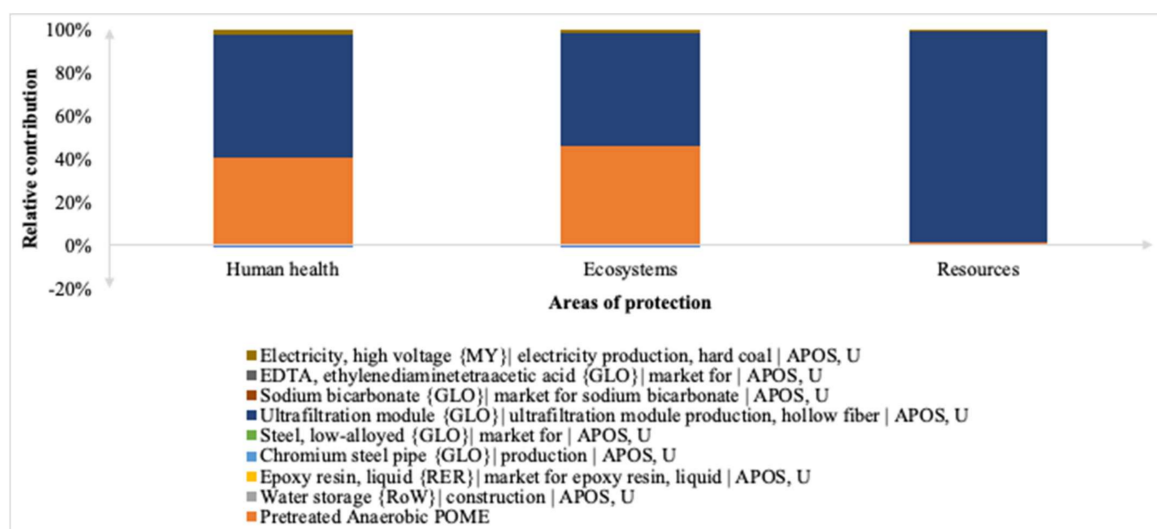 100%
80%
60%
40%
20%
0%
-20%
Relative contribution
Human health Ecosystems Resources
Areas of protection
Electricity, high voltage {MY}| electricity production, hard coal | APOS, U
EDTA, ethylenediaminetetraacetic acid {GLO}| market for | APOS, U
Sodium bicarbonate {GLO}| market for sodium bicarbonate | APOS, U
Ultrafiltration module {GLO}| ultrafiltration module production, hollow fiber | APOS, U
Steel, low-alloyed {GLO}| market for | APOS, U
Chromium steel pipe {GLO}| production | APOS, U
Epoxy resin, liquid {RER}| market for epoxy resin, liquid | APOS, U
Water storage {RoW}| construction | APOS, U
Pretreated Anaerobic POME